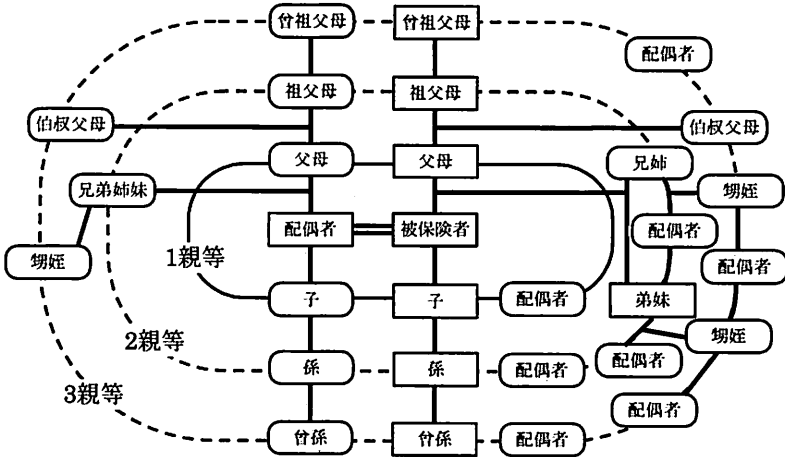 曾祖父母
曾祖父母
配偶者
祖父母
祖父母
伯叔父母
伯叔父母
父母
父母
兄姉
兄弟姉妹
甥姪
配偶者
被保険者
配偶者
1親等
甥姪
配偶者
子
子
配偶者
弟妹
2親等
甥姪
係
係
配偶者
配偶者
3親等
配偶者
曾係
曾係
配偶者